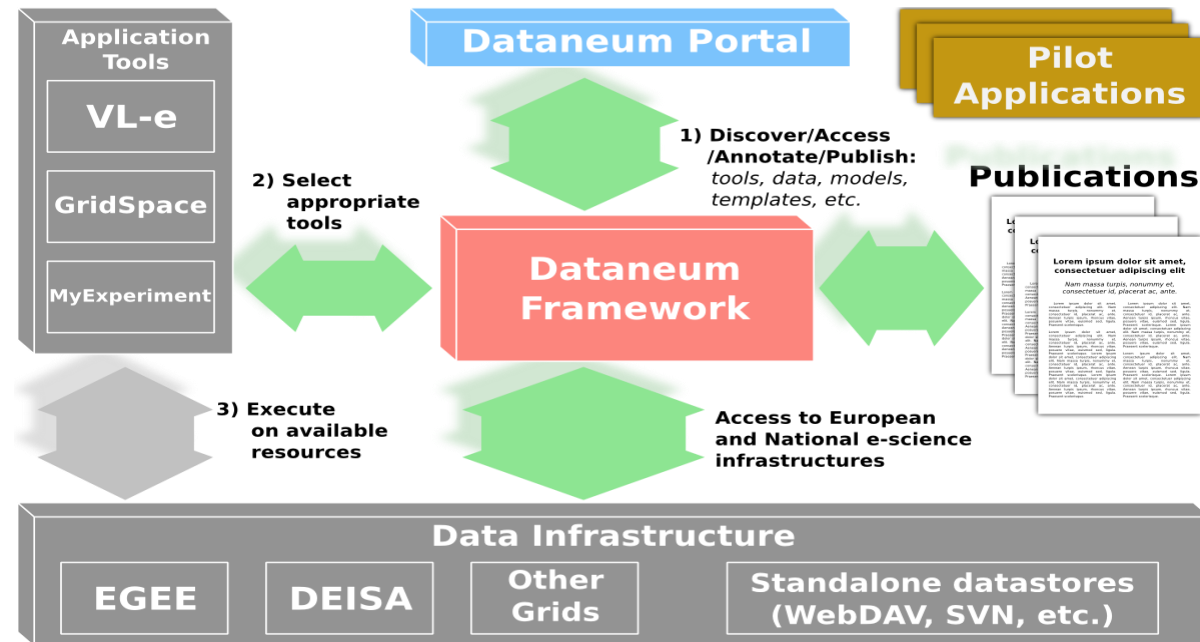 Application
Tools
VL-e
GridSpace
MyExperiment
Dataneum Portal
Pilot
Applications
1) Discover/Access
/Annotate/Publish:
tools, data, models,
templates, etc.
2) Select
appropriate
tools
Dataneum
Framework
Publications
Lorem ipsum dolor sit amet,
consectetuer adipiscing elit
Nam massa turpis, nonummy et,
consectetuer id, placerat ac, ante.
3) Execute
on available
resources
Access to European
and National e-science
infrastructures
Data Infrastructure
EGEE
DEISA
Other
Grids
Standalone datastores
(WebDAV, SVN, etc.)